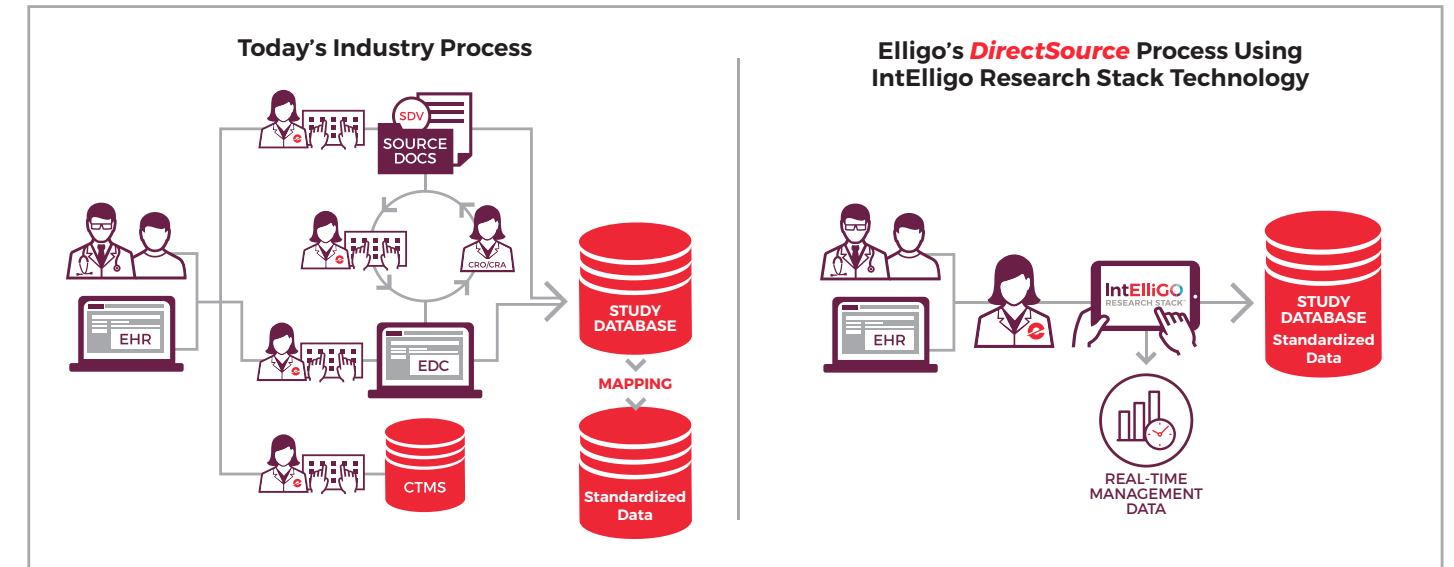 Today's Industry Process
SDV
SOURCE
DOCS
CRO/CRA
EHR
EDC
CTMS
STUDY
DATABASE
MAPPING
Standardized
Data
Elligo's DirectSource Process Using
IntElligo Research Stack Technology
EHR
IntElliGO
RESEARCH STACK™
REAL-TIME
MANAGEMENT
DATA
STUDY
DATABASE
Standardized
Data